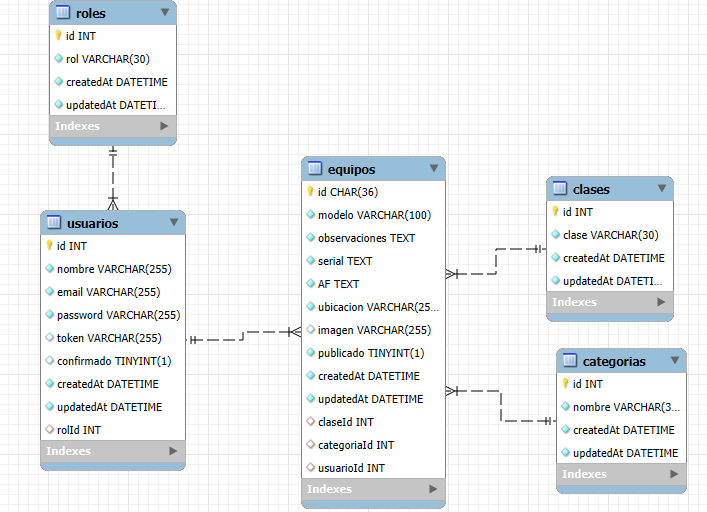 roles
id INT
rol VARCHAR(30)
createdAt DATETIME
updatedAt DATETI...
Indexes
usuarios
id INT
nombre VARCHAR(255)
email VARCHAR(255)
password VARCHAR(255)
token VARCHAR(255)
confirmado TINYINT(1)
createdAt DATETIME
updatedAt DATETIME
rolId INT
Indexes
equipos
id CHAR(36)
modelo VARCHAR(100)
observaciones TEXT
serial TEXT
AF TEXT
ubicacion VARCHAR(25...
imagen VARCHAR(255)
publicado TINYINT(1)
createdAt DATETIME
updatedAt DATETIME
claseId INT
categoriaId INT
usuarioId INT
Indexes
clases
id INT
clase VARCHAR(30)
createdAt DATETIME
updatedAt DATETIME
Indexes
categorias
id INT
nombre VARCHAR(3...
createdAt DATETIME
updatedAt DATETIME
Indexes